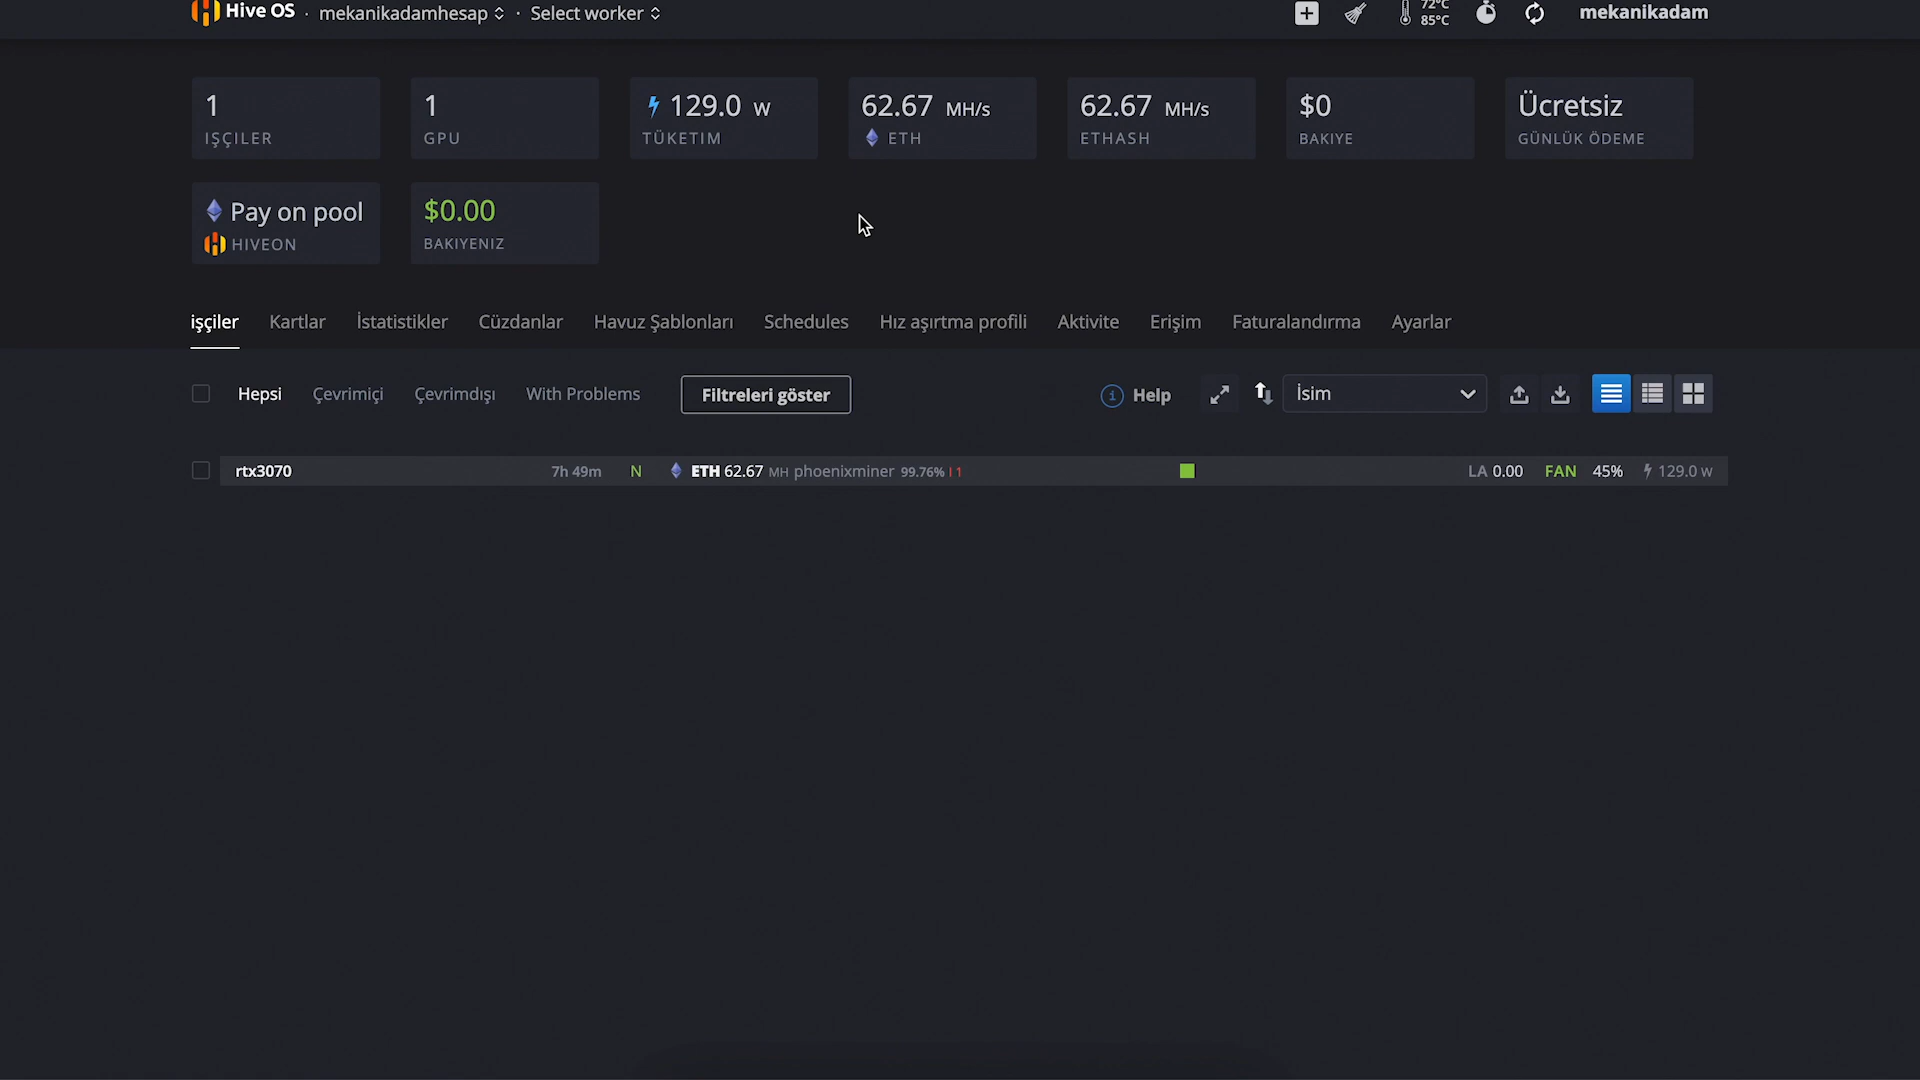 Hive OS · mekanikadamhesap · Select worker
72°C
85°C
mekanikadam
1
IŞÇILER
1
GPU
129.0 W
TÜKETIM
62.67 MH/s
ETH
62.67 MH/s
ETHASH
$0
BAKIYE
Ücretsiz
GÜNLÜK ÖDEME
Pay on pool
HIVEON
$0.00
BAKIYENIZ
işçiler Kartlar İstatistikler Cüzdanlar Havuz Şablonları Schedules Hız aşırtma profili Aktivite Erişim Faturalandırma Ayarlar
Hepsi Çevrimiçi Çevrimdışı With Problems Filtreleri göster Help İsim
rtx3070 7h 49m N ETH 62.67 MH phoenixminer 99.76% | 1 LA 0.00 FAN 45% 129.0 w